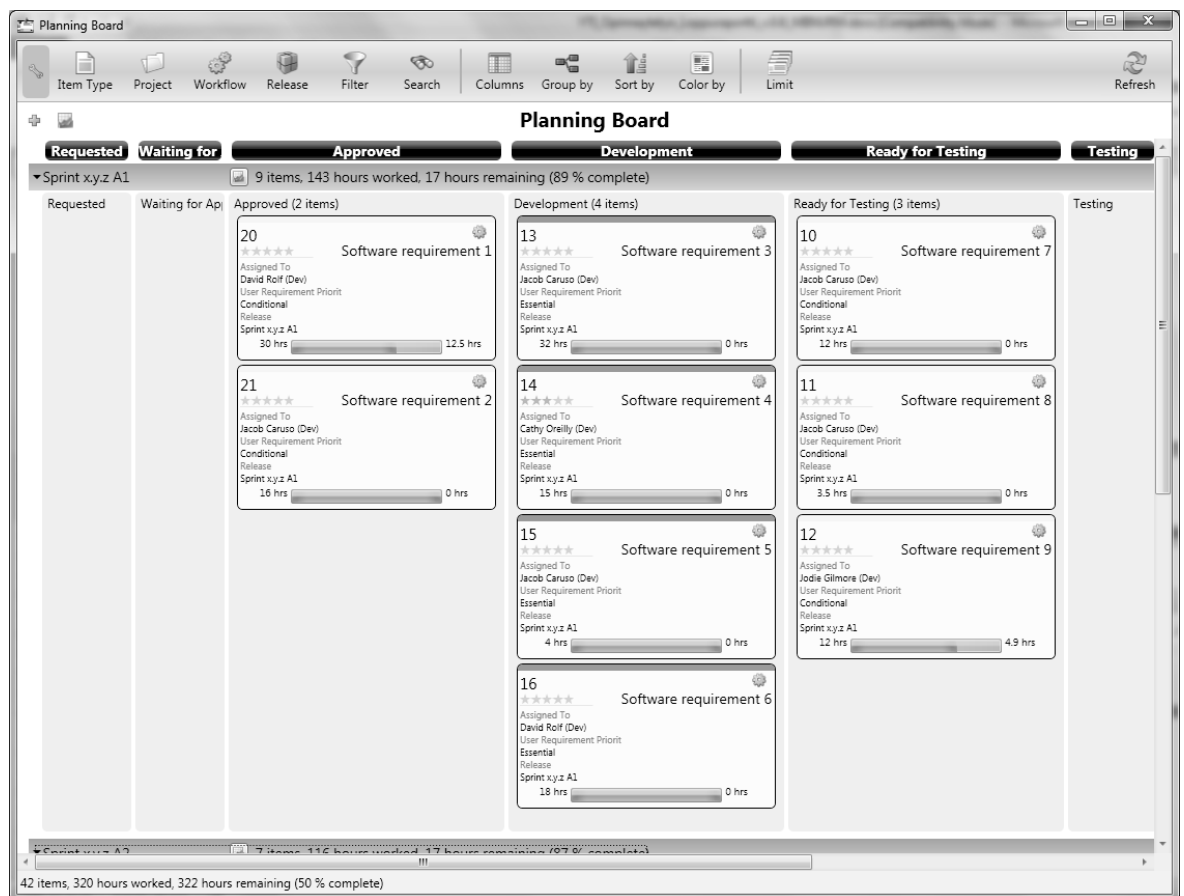 Planning Board
Item Type Project Workflow Release Filter Search Columns Group by Sort by Color by Limit Refresh
Planning Board
Requested Waiting for Approved Development Ready for Testing Testing
Sprint x.y.z A1 9 items, 143 hours worked, 17 hours remaining (89 % complete)
Requested Waiting for Ap Approved (2 items) Development (4 items) Ready for Testing (3 items) Testing
20
Software requirement 1
Assigned To
David Rolf (Dev)
User Requirement Priorit
Conditional
Release
Sprint x.y.z A1
30 hrs 12.5 hrs
21
Software requirement 2
Assigned To
Jacob Caruso (Dev)
User Requirement Priorit
Conditional
Release
Sprint x.y.z A1
16 hrs 0 hrs
13
Software requirement 3
Assigned To
Jacob Caruso (Dev)
User Requirement Priorit
Essential
Release
Sprint x.y.z A1
32 hrs 0 hrs
14
Software requirement 4
Assigned To
Cathy Oreilly (Dev)
User Requirement Priorit
Essential
Release
Sprint x.y.z A1
15 hrs 0 hrs
15
Software requirement 5
Assigned To
Jacob Caruso (Dev)
User Requirement Priorit
Essential
Release
Sprint x.y.z A1
4 hrs 0 hrs
16
Software requirement 6
Assigned To
David Rolf (Dev)
User Requirement Priorit
Essential
Release
Sprint x.y.z A1
18 hrs 0 hrs
10
Software requirement 7
Assigned To
Jacob Caruso (Dev)
User Requirement Priorit
Conditional
Release
Sprint x.y.z A1
12 hrs 0 hrs
11
Software requirement 8
Assigned To
Jacob Caruso (Dev)
User Requirement Priorit
Conditional
Release
Sprint x.y.z A1
3.5 hrs 0 hrs
12
Software requirement 9
Assigned To
Jodie Gilmore (Dev)
User Requirement Priorit
Conditional
Release
Sprint x.y.z A1
12 hrs 4.9 hrs
Sprint x.y.z A2 7 items, 116 hours worked, 17 hours remaining (87 % complete)
42 items, 320 hours worked, 322 hours remaining (50 % complete)